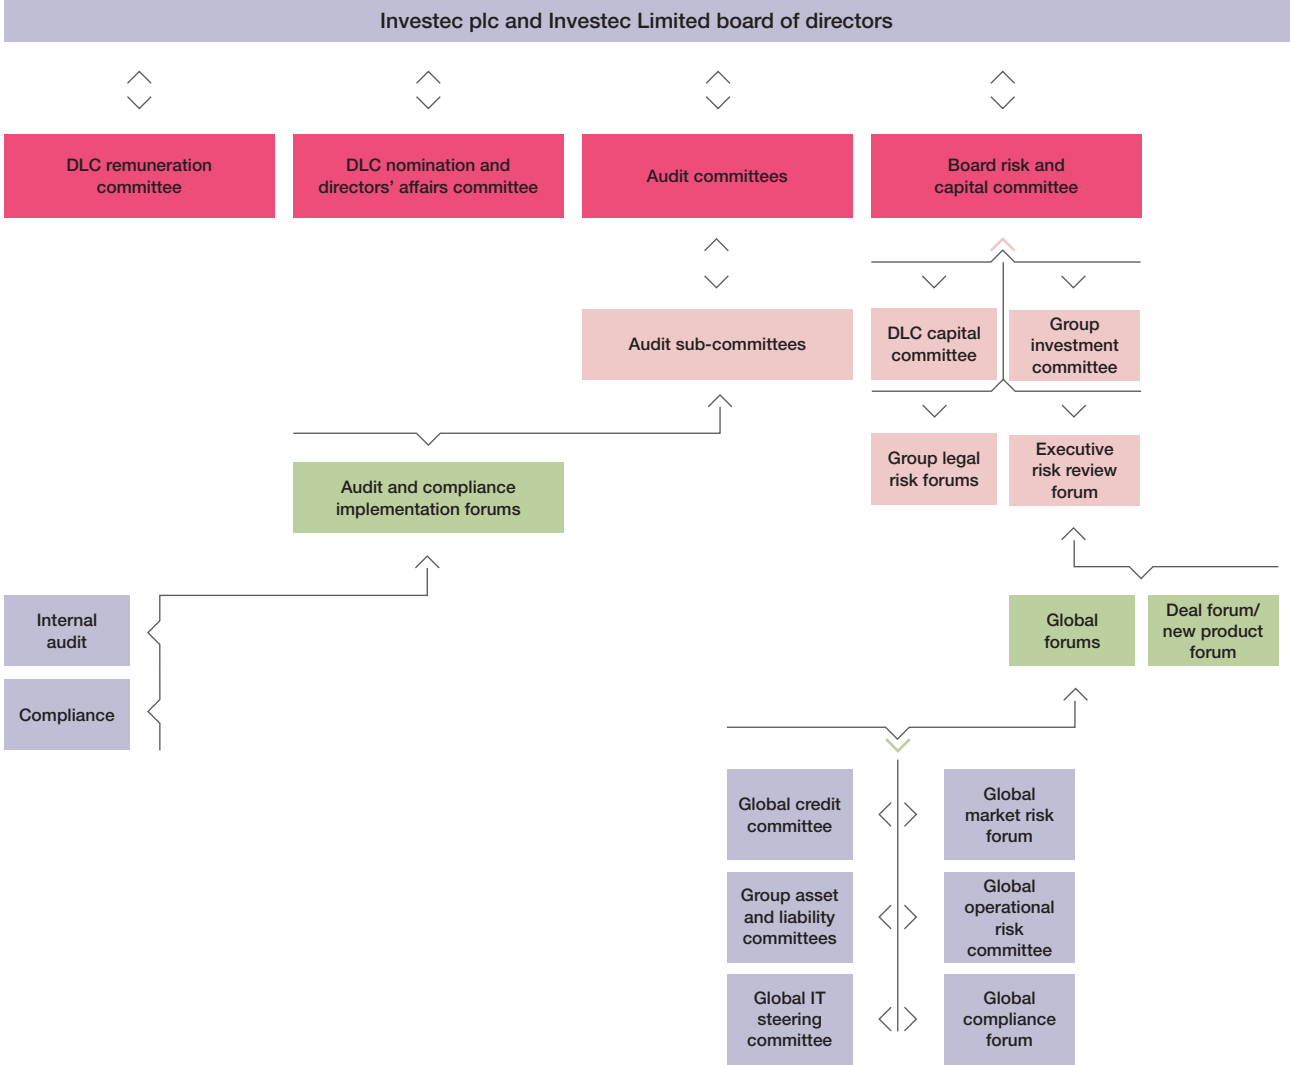 Investec plc and Investec Limited board of directors
DLC remuneration
committee
DLC nomination and
directors’ affairs committee
Audit committees
Board risk and
capital committee
Audit sub-committees
DLC capital
committee
Group
investment
committee
Group legal
risk forums
Executive
risk review
forum
Audit and compliance
implementation forums
Internal
audit
Compliance
Global
forums
Deal forum/
new product
forum
Global credit
committee
Global
market risk
forum
Group asset
and liability
committees
Global
operational
risk
committee
Global IT
steering
committee
Global
compliance
forum